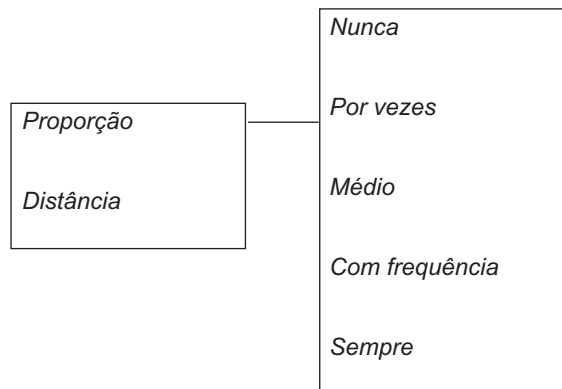 Proporção
Distância
Nunca
Por vezes
Médio
Com frequência
Sempre